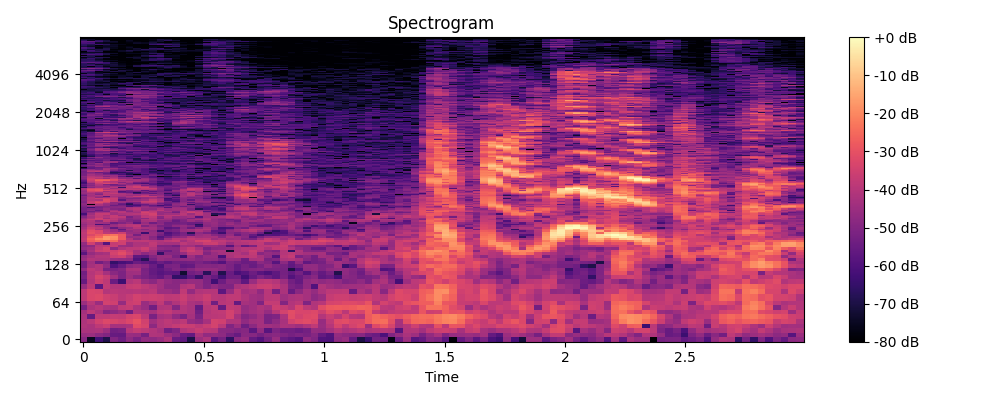 Spectrogram
+0 dB
4096
-10 dB
2048
-20 dB
1024
-30 dB
Hz
512
-40 dB
256
-50 dB
128
-60 dB
64
-70 dB
0
-80 dB
0 0.5 1 1.5 2 2.5
Time